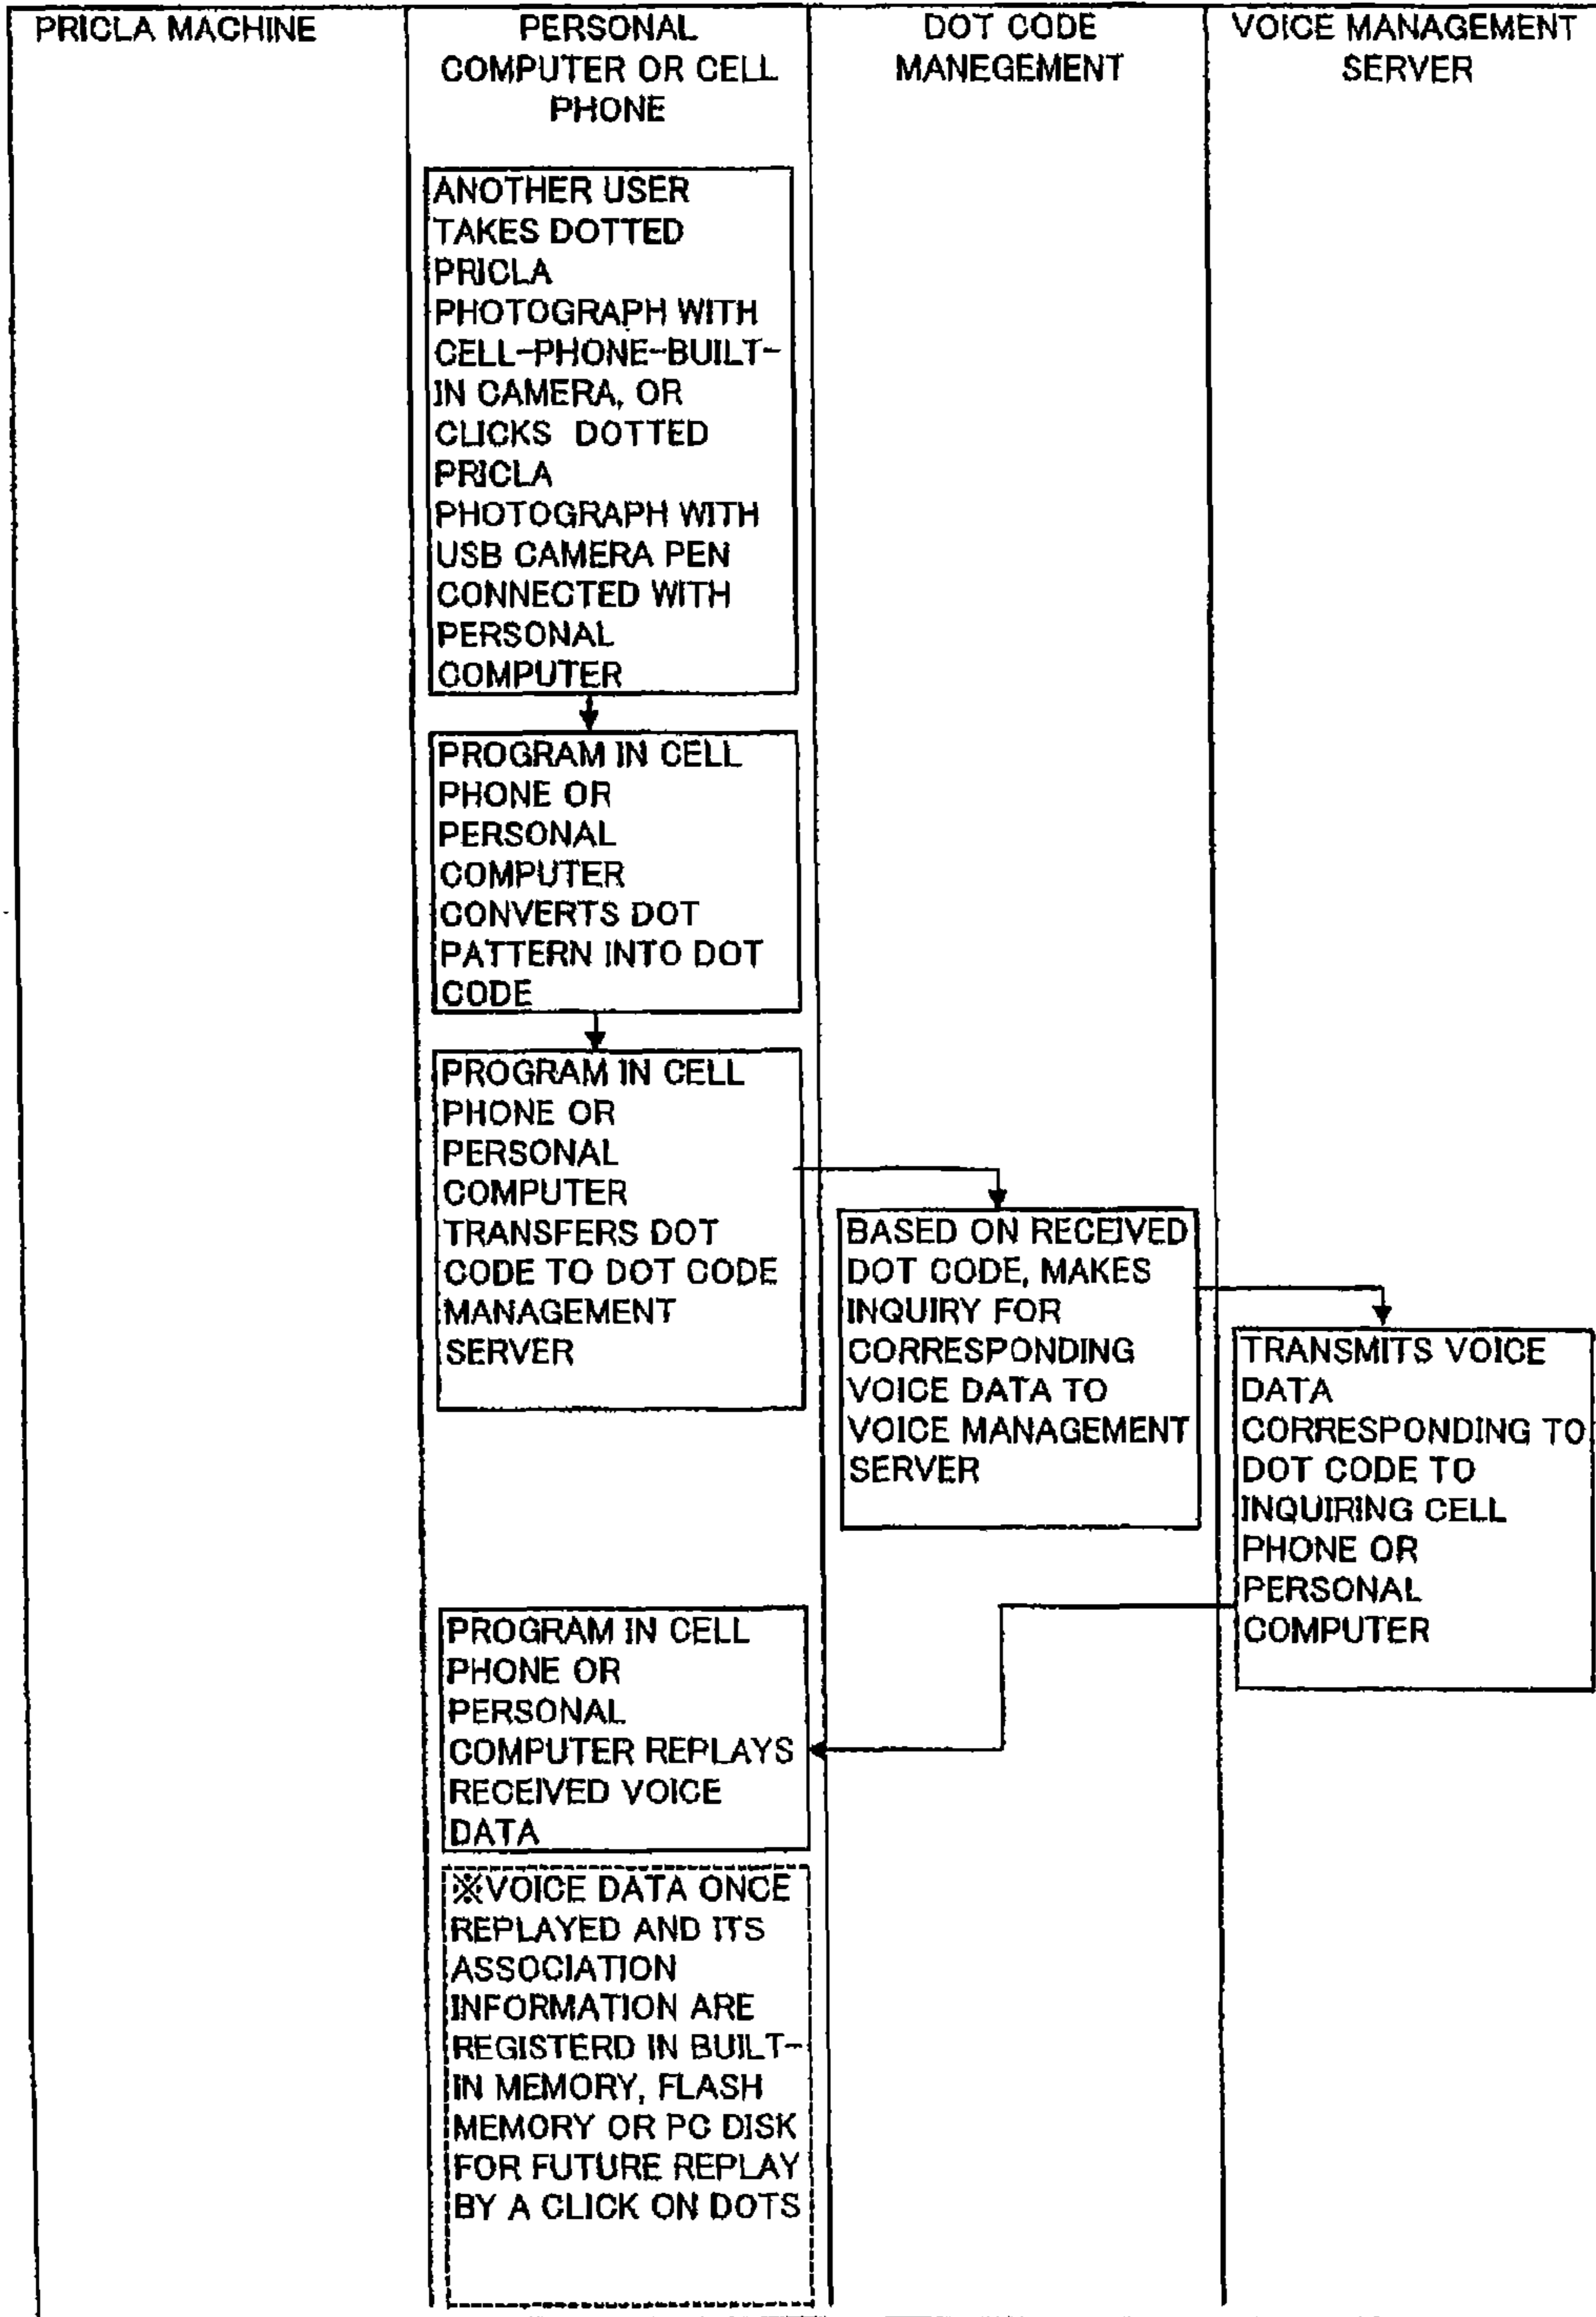 PRICLA MACHINE
PERSONAL
COMPUTER OR CELL
PHONE
DOT CODE
MANEGEMENT
VOICE MANAGEMENT
SERVER
ANOTHER USER
TAKES DOTTED
PRICLA
PHOTOGRAPH WITH
CELL-PHONE-BUILT-
IN CAMERA, OR
CLICKS DOTTED
PRICLA
PHOTOGRAPH WITH
USB CAMERA PEN
CONNECTED WITH
PERSONAL
COMPUTER
PROGRAM IN CELL
PHONE OR
PERSONAL
COMPUTER
CONVERTS DOT
PATTERN INTO DOT
CODE
PROGRAM IN CELL
PHONE OR
PERSONAL
COMPUTER
TRANSFERS DOT
CODE TO DOT CODE
MANAGEMENT
SERVER
BASED ON RECEIVED
DOT CODE, MAKES
INQUIRY FOR
CORRESPONDING
VOICE DATA TO
VOICE MANAGEMENT
SERVER
TRANSMITS VOICE
DATA
CORRESPONDING TO
DOT CODE TO
INQUIRING CELL
PHONE OR
PERSONAL
COMPUTER
PROGRAM IN CELL
PHONE OR
PERSONAL
COMPUTER REPLAYS
RECEIVED VOICE
DATA
※VOICE DATA ONCE
REPLAYED AND ITS
ASSOCIATION
INFORMATION ARE
REGISTERD IN BUILT-
IN MEMORY, FLASH
MEMORY OR PC DISK
FOR FUTURE REPLAY
BY A CLICK ON DOTS